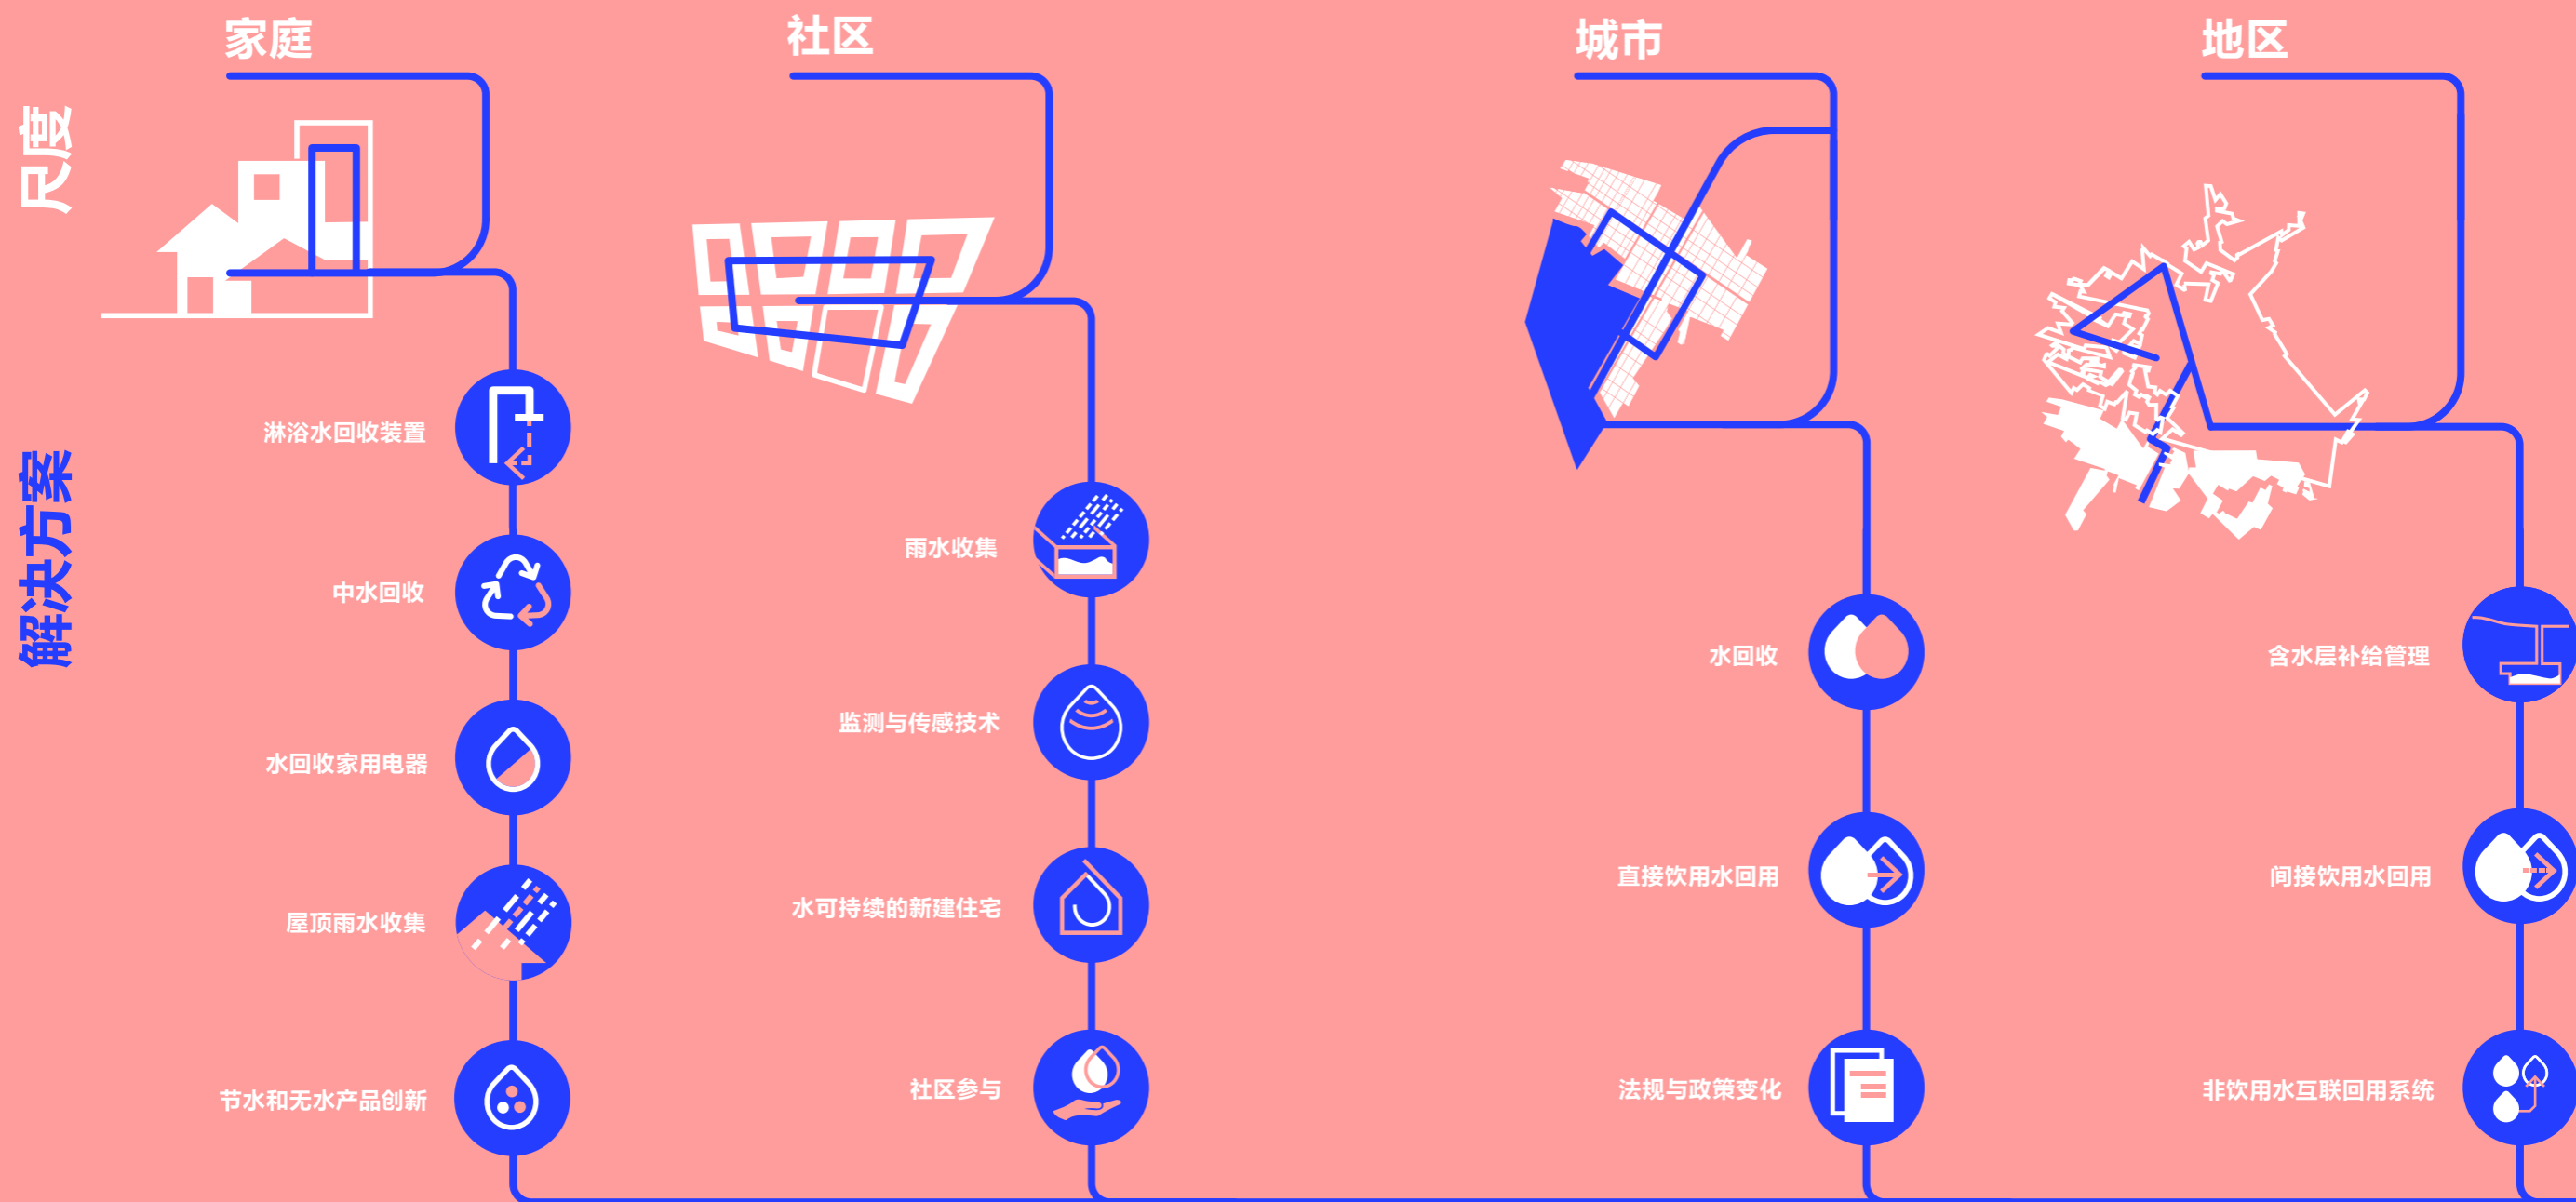 尺度
解决方案
家庭
淋浴水回收装置
中水回收
水回收家用电器
屋顶雨水收集
节水和无水产品创新
社区
雨水收集
监测与传感技术
水可持续的新建住宅
社区参与
城市
水回收
直接饮用水回用
法规与政策变化
地区
含水层补给管理
间接饮用水回用
非饮用水互联回用系统